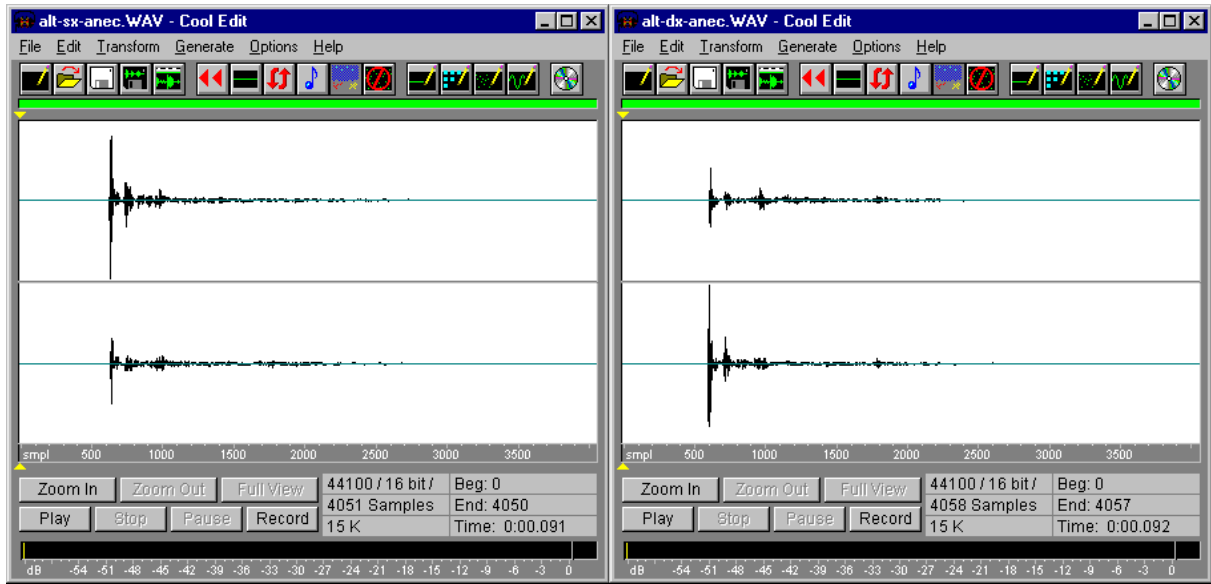 alt-sx-anec.WAV - Cool Edit
File Edit Transform Generate Options Help
smpl 500 1000 1500 2000 2500 3000 3500
Zoom In Zoom Out Full View 44100 / 16 bit / Beg: 0
4051 Samples End: 4050
Play Stop Pause Record 15 K Time: 0:00.091
dB -54 -51 -48 -45 -42 -39 -36 -33 -30 -27 -24 -21 -18 -15 -12 -9 -6 -3 0
alt-dx-anec.WAV - Cool Edit
File Edit Transform Generate Options Help
smpl 500 1000 1500 2000 2500 3000 3500
Zoom In Zoom Out Full View 44100 / 16 bit / Beg: 0
4058 Samples End: 4057
Play Stop Pause Record 15 K Time: 0:00.092
dB -54 -51 -48 -45 -42 -39 -36 -33 -30 -27 -24 -21 -18 -15 -12 -9 -6 -3 0